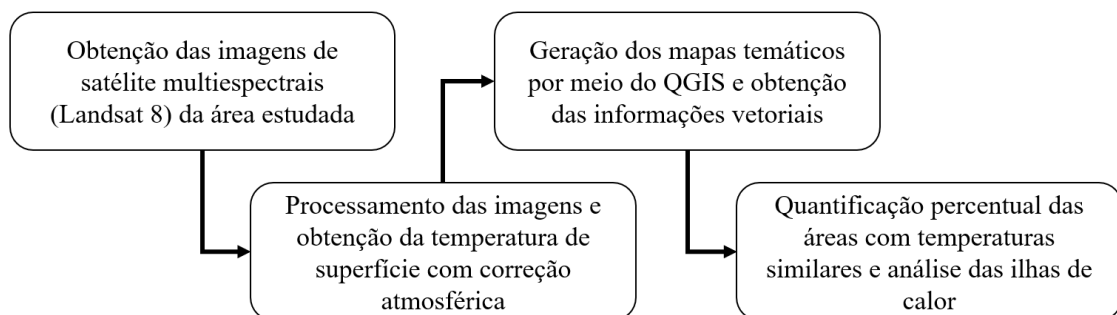 Obtenção das imagens de
satélite multiespectrais
(Landsat 8) da área estudada
Processamento das imagens e
obtenção da temperatura de
superfície com correção
atmosférica
Geração dos mapas temáticos
por meio do QGIS e obtenção
das informações vetoriais
Quantificação percentual das
áreas com temperaturas
similares e análise das ilhas de
calor